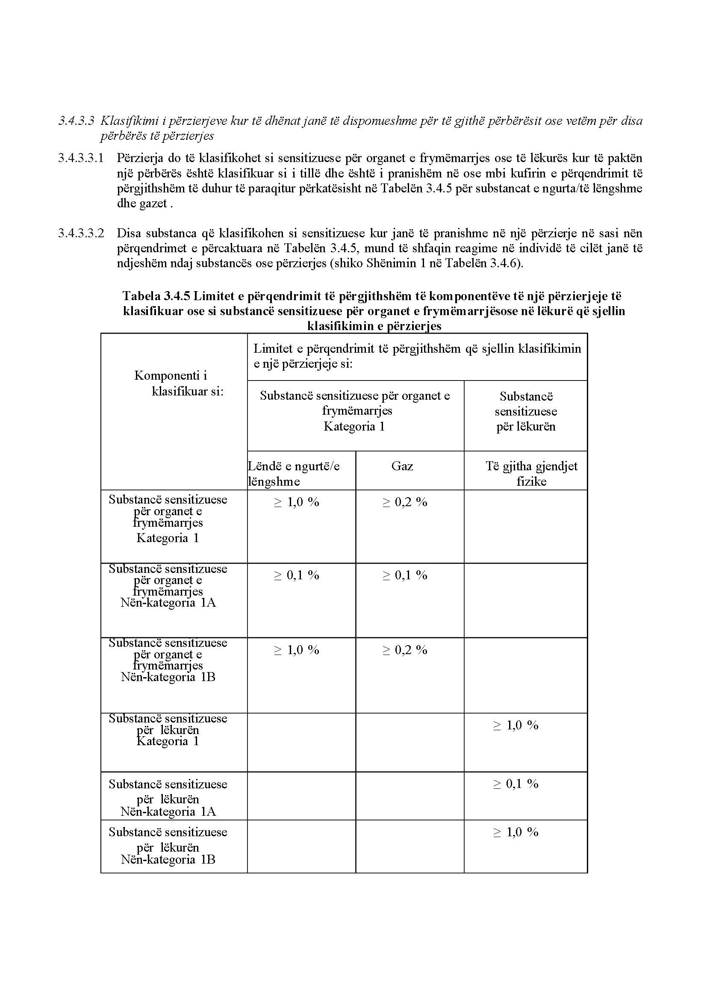 3.4.3.3 Klasifikimi i përzierjeve kur të dhënat janë të disponueshme për të gjithë përbërësit ose vetëm për disa
përbërës të përzierjes
3.4.3.3.1 Përzierja do të klasifikohet si sensitizuese për organet e frymëmarrjes ose të lëkurës kur të paktën
një përbërës është klasifikuar si i tillë dhe është i pranishëm në ose mbi kufirin e përqendrimit të
përgjithshëm të duhur të paraqitur përkatësisht në Tabelën 3.4.5 për substancat e ngurta/të lëngshme
dhe gazet .
3.4.3.3.2 Disa substanca që klasifikohen si sensitizuese kur janë të pranishme në një përzierje në sasi nën
përqendrimet e përcaktuara në Tabelën 3.4.5, mund të shfaqin reagime në individë të cilët janë të
ndjeshëm ndaj substancës ose përzierjes (shiko Shënimin 1 në Tabelën 3.4.6).
Tabela 3.4.5 Limitet e përqendrimit të përgjithshëm të komponentëve të një përzierjeje të
klasifikuar ose si substancë sensitizuese për organet e frymëmarrjësose në lëkurë që sjellin
klasifikimin e përzierjes
Komponenti i
klasifikuar si:
Limitet e përqendrimit të përgjithshëm që sjellin klasifikimin
e një përzierjeje si:
Substancë sensitizuese për organet e
frymëmarrjes
Kategoria 1
Substancë
sensitizuese
për lëkurën
Lëndë e ngurtë/e
lëngshme
Gaz
Të gjitha gjendjet
fizike
Substancë sensitizuese
për organet e
frymëmarrjes
Kategoria 1
≥ 1,0 %
≥ 0,2 %
Substancë sensitizuese
për organet e
frymëmarrjes
Nën-kategoria 1A
≥ 0,1 %
≥ 0,1 %
Substancë sensitizuese
për organet e
frymëmarrjes
Nën-kategoria 1B
≥ 1,0 %
≥ 0,2 %
Substancë sensitizuese
për lëkurën
Kategoria 1
≥ 1,0 %
Substancë sensitizuese
për lëkurën
Nën-kategoria 1A
≥ 0,1 %
Substancë sensitizuese
për lëkurën
Nën-kategoria 1B
≥ 1,0 %